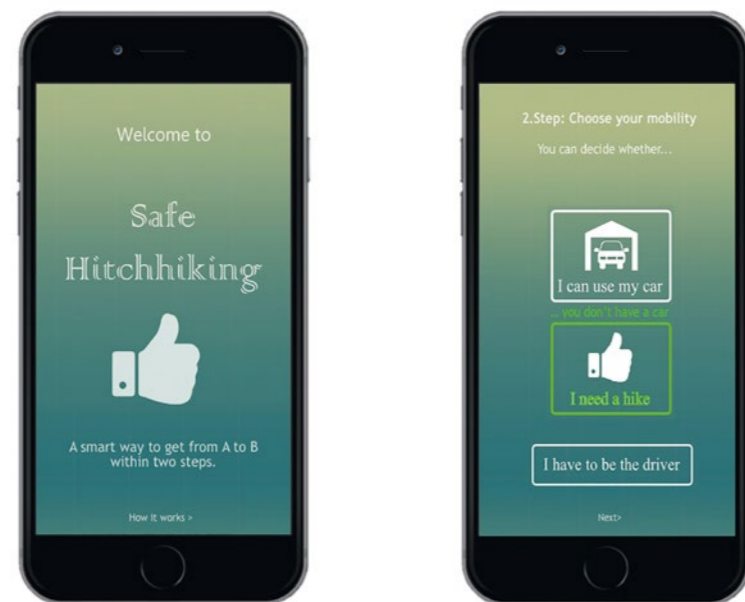 Welcome to
Safe
Hitchhiking
A smart way to get from A to B
within two steps.
How it works >
2.Step: Choose your mobility
You can decide whether...
I can use my car
... you don't have a car
I need a hike
I have to be the driver
Next>